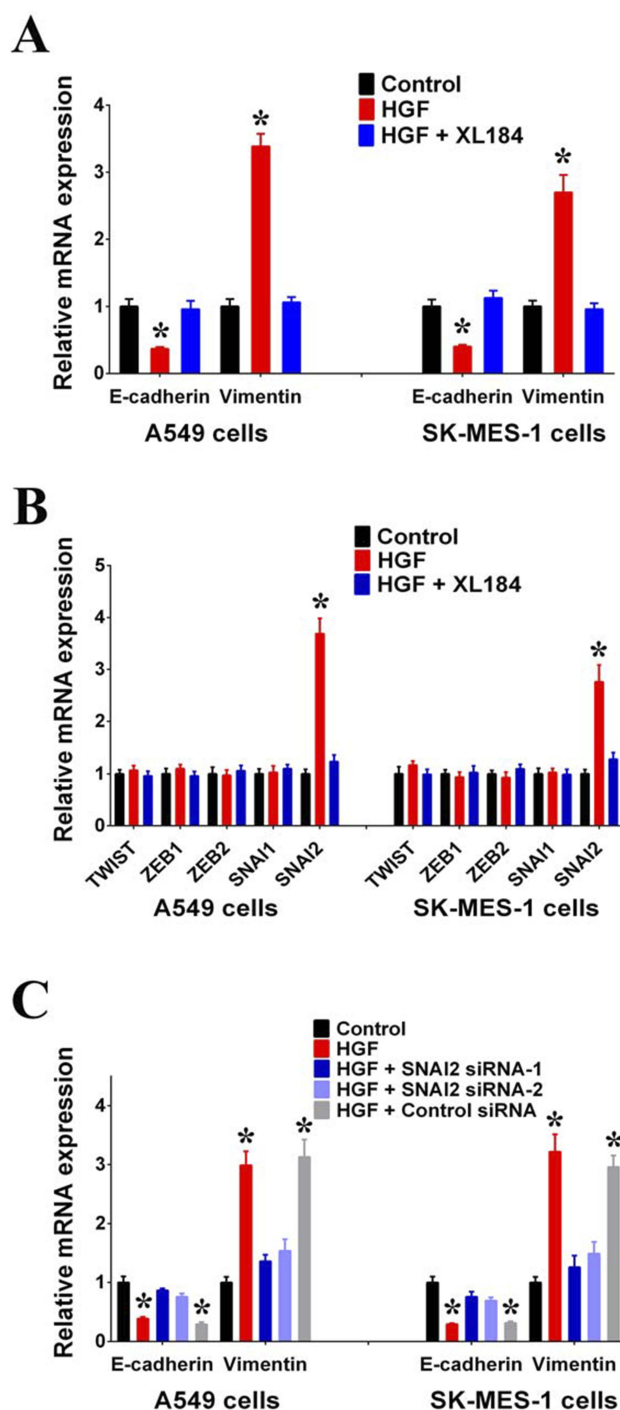 A
Relative mRNA expression
Control
HGF
HGF + XL184
4
3
2
1
0
*
*
*
*
E-cadherin Vimentin
E-cadherin Vimentin
A549 cells
SK-MES-1 cells
B
Relative mRNA expression
Control
HGF
HGF + XL184
5
4
3
2
1
0
*
*
TWIST
ZEB1
ZEB2
SNAI1
SNAI2
TWIST
ZEB1
ZEB2
SNAI1
SNAI2
A549 cells
SK-MES-1 cells
C
Relative mRNA expression
Control
HGF
HGF + SNAI2 siRNA-1
HGF + SNAI2 siRNA-2
HGF + Control siRNA
4
3
2
1
0
*
*
*
*
*
*
*
*
E-cadherin Vimentin
E-cadherin Vimentin
A549 cells
SK-MES-1 cells